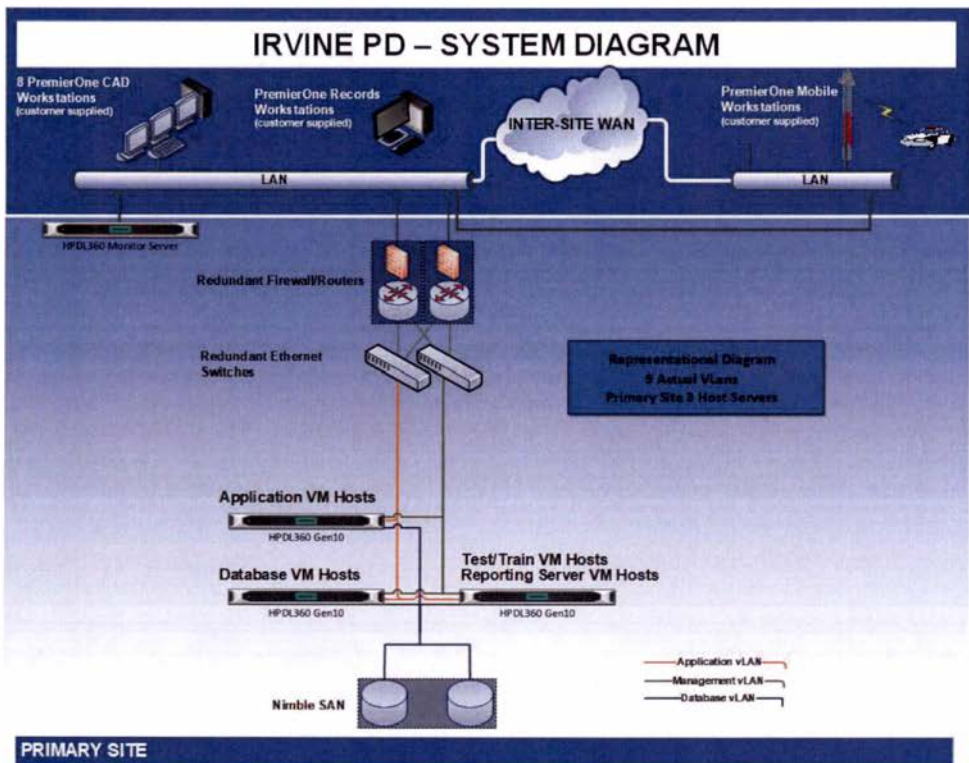 IRVINE PD – SYSTEM DIAGRAM
8 PremierOne CAD
Workstations
(customer supplied)
PremierOne Records
Workstations
(customer supplied)
INTER-SITE WAN
PremierOne Mobile
Workstations
(customer supplied)
LAN
LAN
HPDL360 Monitor Server
Redundant Firewall/Routers
Redundant Ethernet
Switches
Representational Diagram
9 Actual VLans
Primary Site 3 Host Servers
Application VM Hosts
HPDL360 Gen10
Database VM Hosts
HPDL360 Gen10
Test/Train VM Hosts
Reporting Server VM Hosts
HPDL360 Gen10
Nimble SAN
Application vLAN
Management vLAN
Database vLAN
PRIMARY SITE